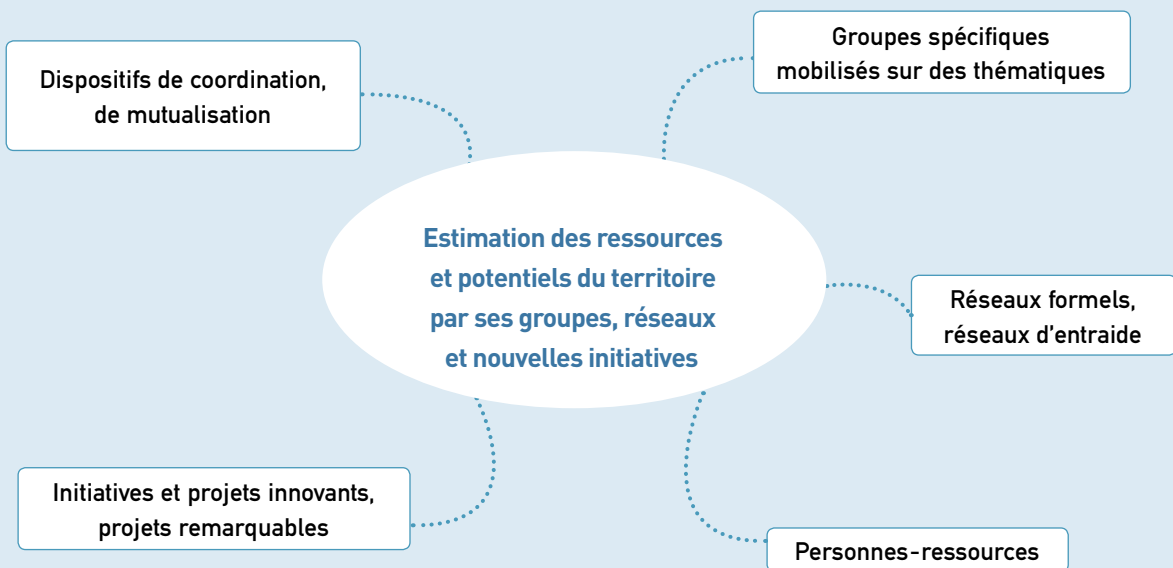 Groupes spécifiques
mobilisés sur des thématiques
Dispositifs de coordination,
de mutualisation
Estimation des ressources
et potentiels du territoire
par ses groupes, réseaux
et nouvelles initiatives
Réseaux formels,
réseaux d'entraide
Initiatives et projets innovants,
projets remarquables
Personnes-ressources